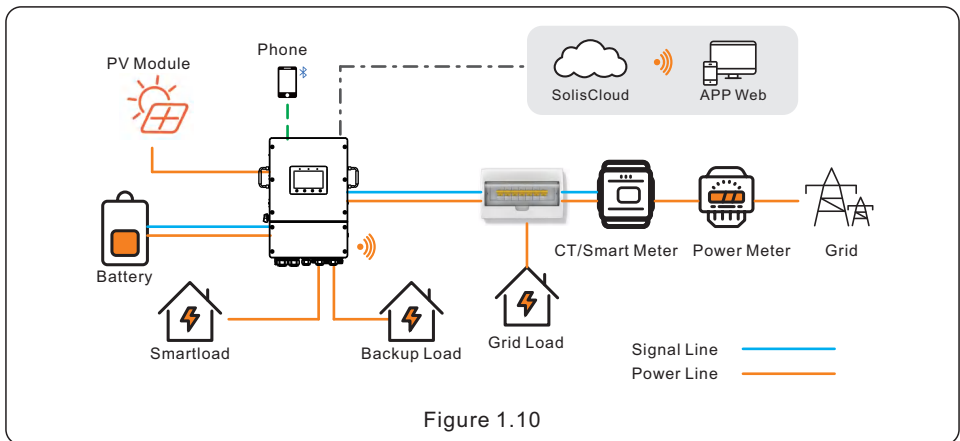 Phone
PV Module
SolisCloud
APP Web
CT/Smart Meter
Power Meter
Grid
Battery
Smartload
Backup Load
Grid Load
Signal Line
Power Line
Figure 1.10